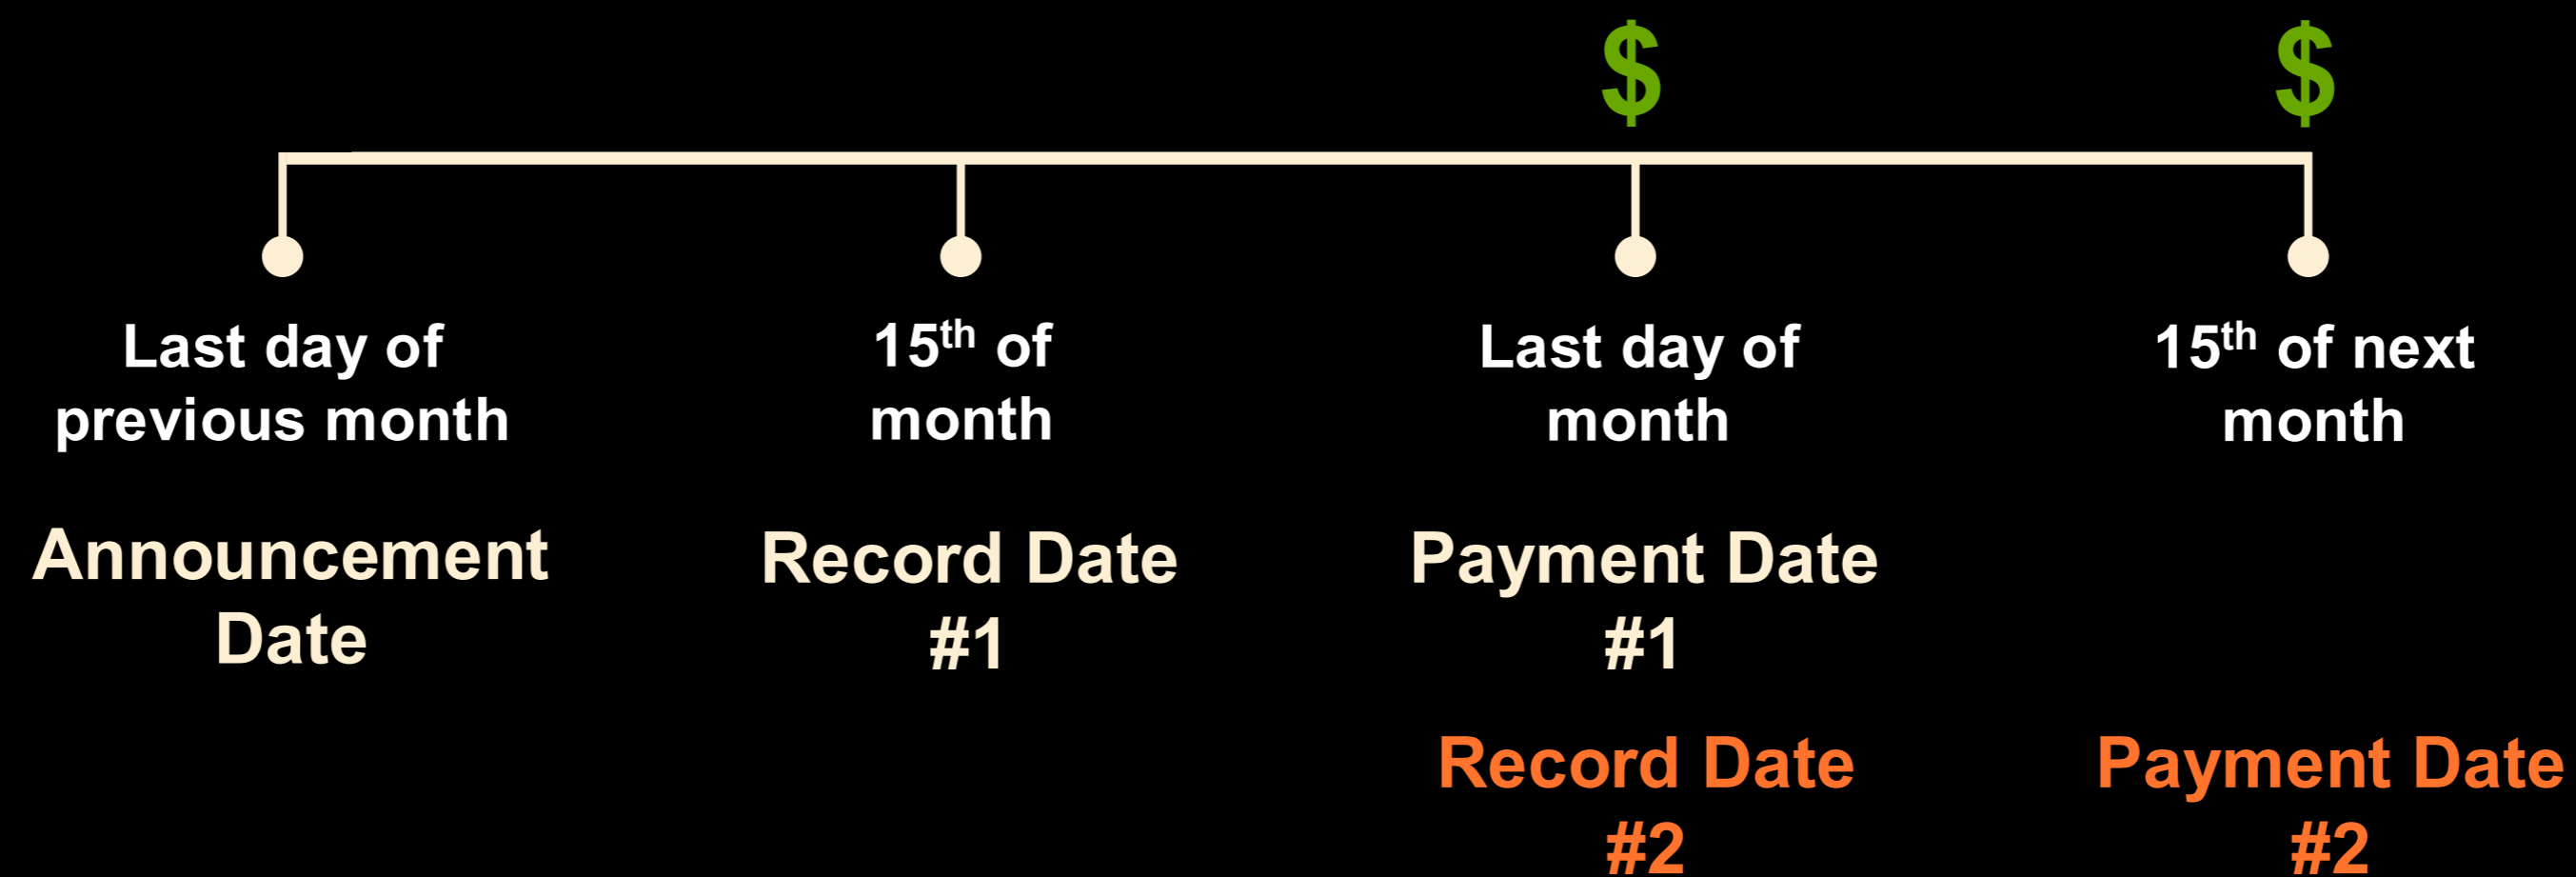 $ $
Last day of
previous month
15th of
month
Last day of
month
15th of next
month
Announcement
Date
Record Date
#1
Payment Date
#1
Record Date
#2
Payment Date
#2